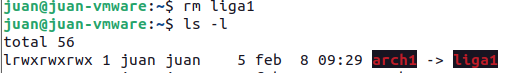 juan@juan-vmware:~$ rm liga1
juan@juan-vmware:~$ ls -l
total 56
lrwxrwxrwx 1 juan juan    5 feb  8 09:29 arch1 -> liga1